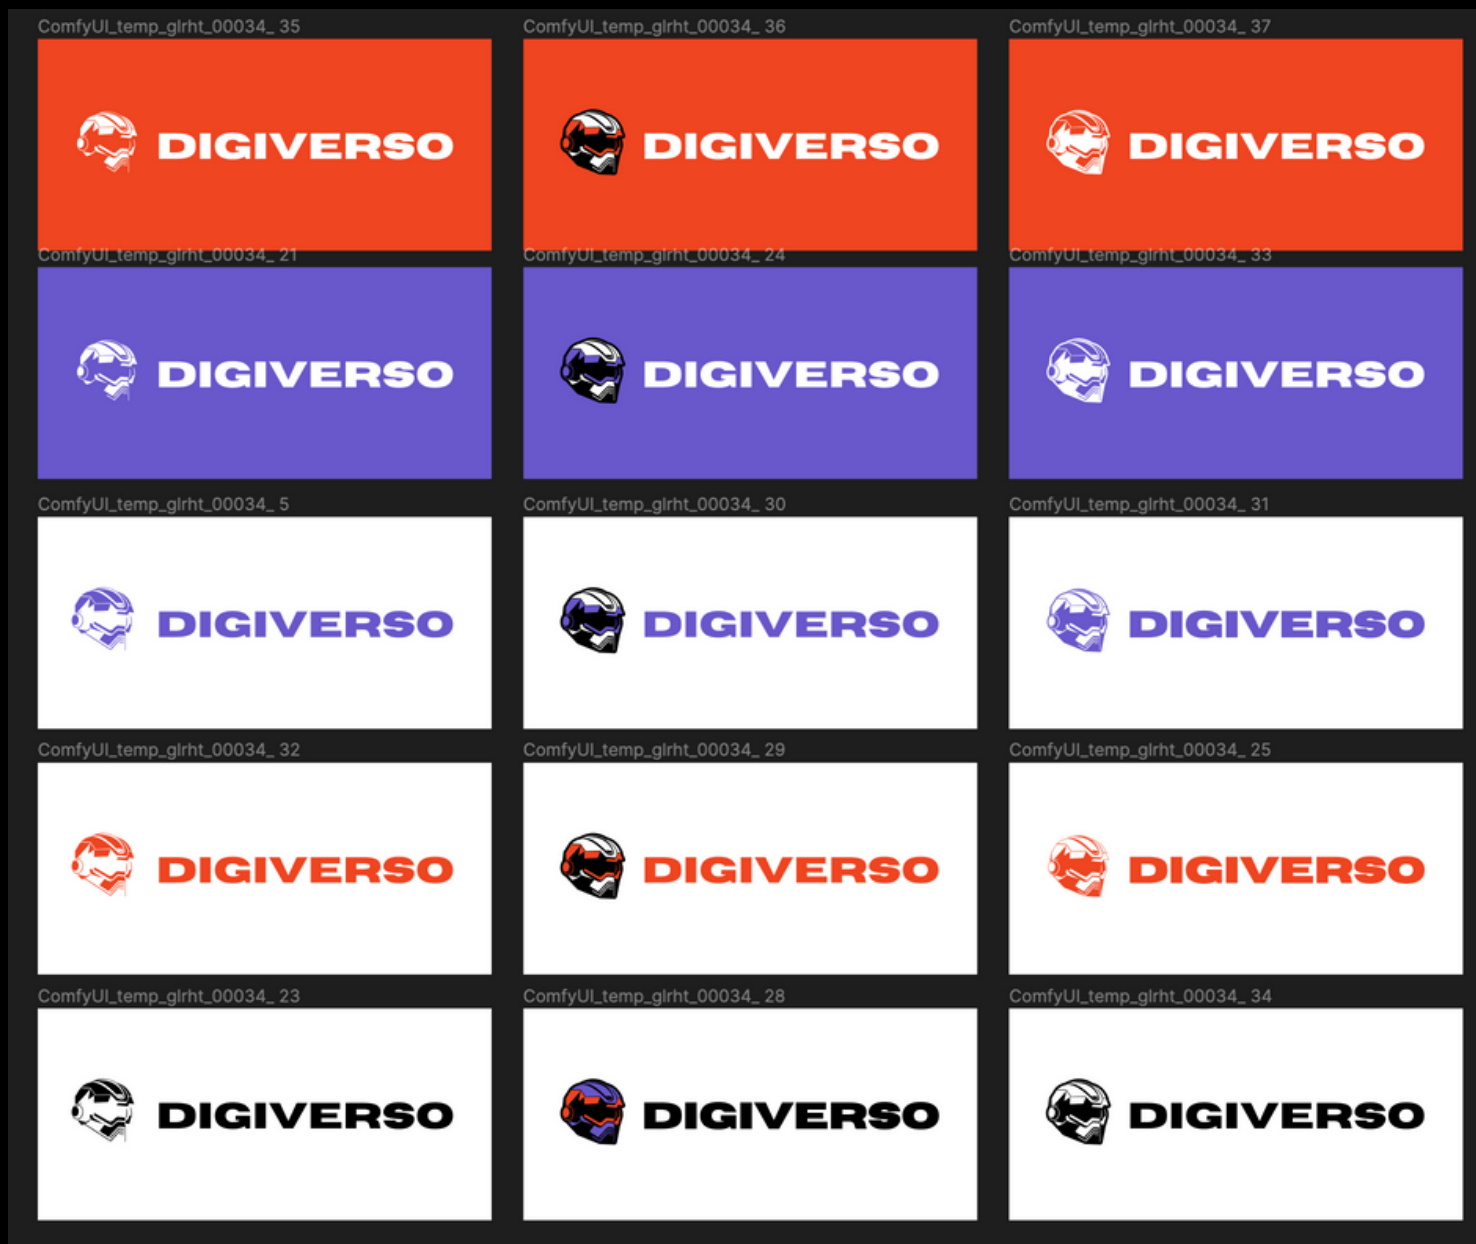 ComfyUI_temp_glrht_00034_ 35
ComfyUI_temp_glrht_00034_ 36
ComfyUI_temp_glrht_00034_ 37
DIGIVERSO
DIGIVERSO
DIGIVERSO
ComfyUI_temp_glrht_00034_ 21
ComfyUI_temp_glrht_00034_ 24
ComfyUI_temp_glrht_00034_ 33
DIGIVERSO
DIGIVERSO
DIGIVERSO
ComfyUI_temp_glrht_00034_ 5
ComfyUI_temp_glrht_00034_ 30
ComfyUI_temp_glrht_00034_ 31
DIGIVERSO
DIGIVERSO
DIGIVERSO
ComfyUI_temp_glrht_00034_ 32
ComfyUI_temp_glrht_00034_ 29
ComfyUI_temp_glrht_00034_ 25
DIGIVERSO
DIGIVERSO
DIGIVERSO
ComfyUI_temp_glrht_00034_ 23
ComfyUI_temp_glrht_00034_ 28
ComfyUI_temp_glrht_00034_ 34
DIGIVERSO
DIGIVERSO
DIGIVERSO